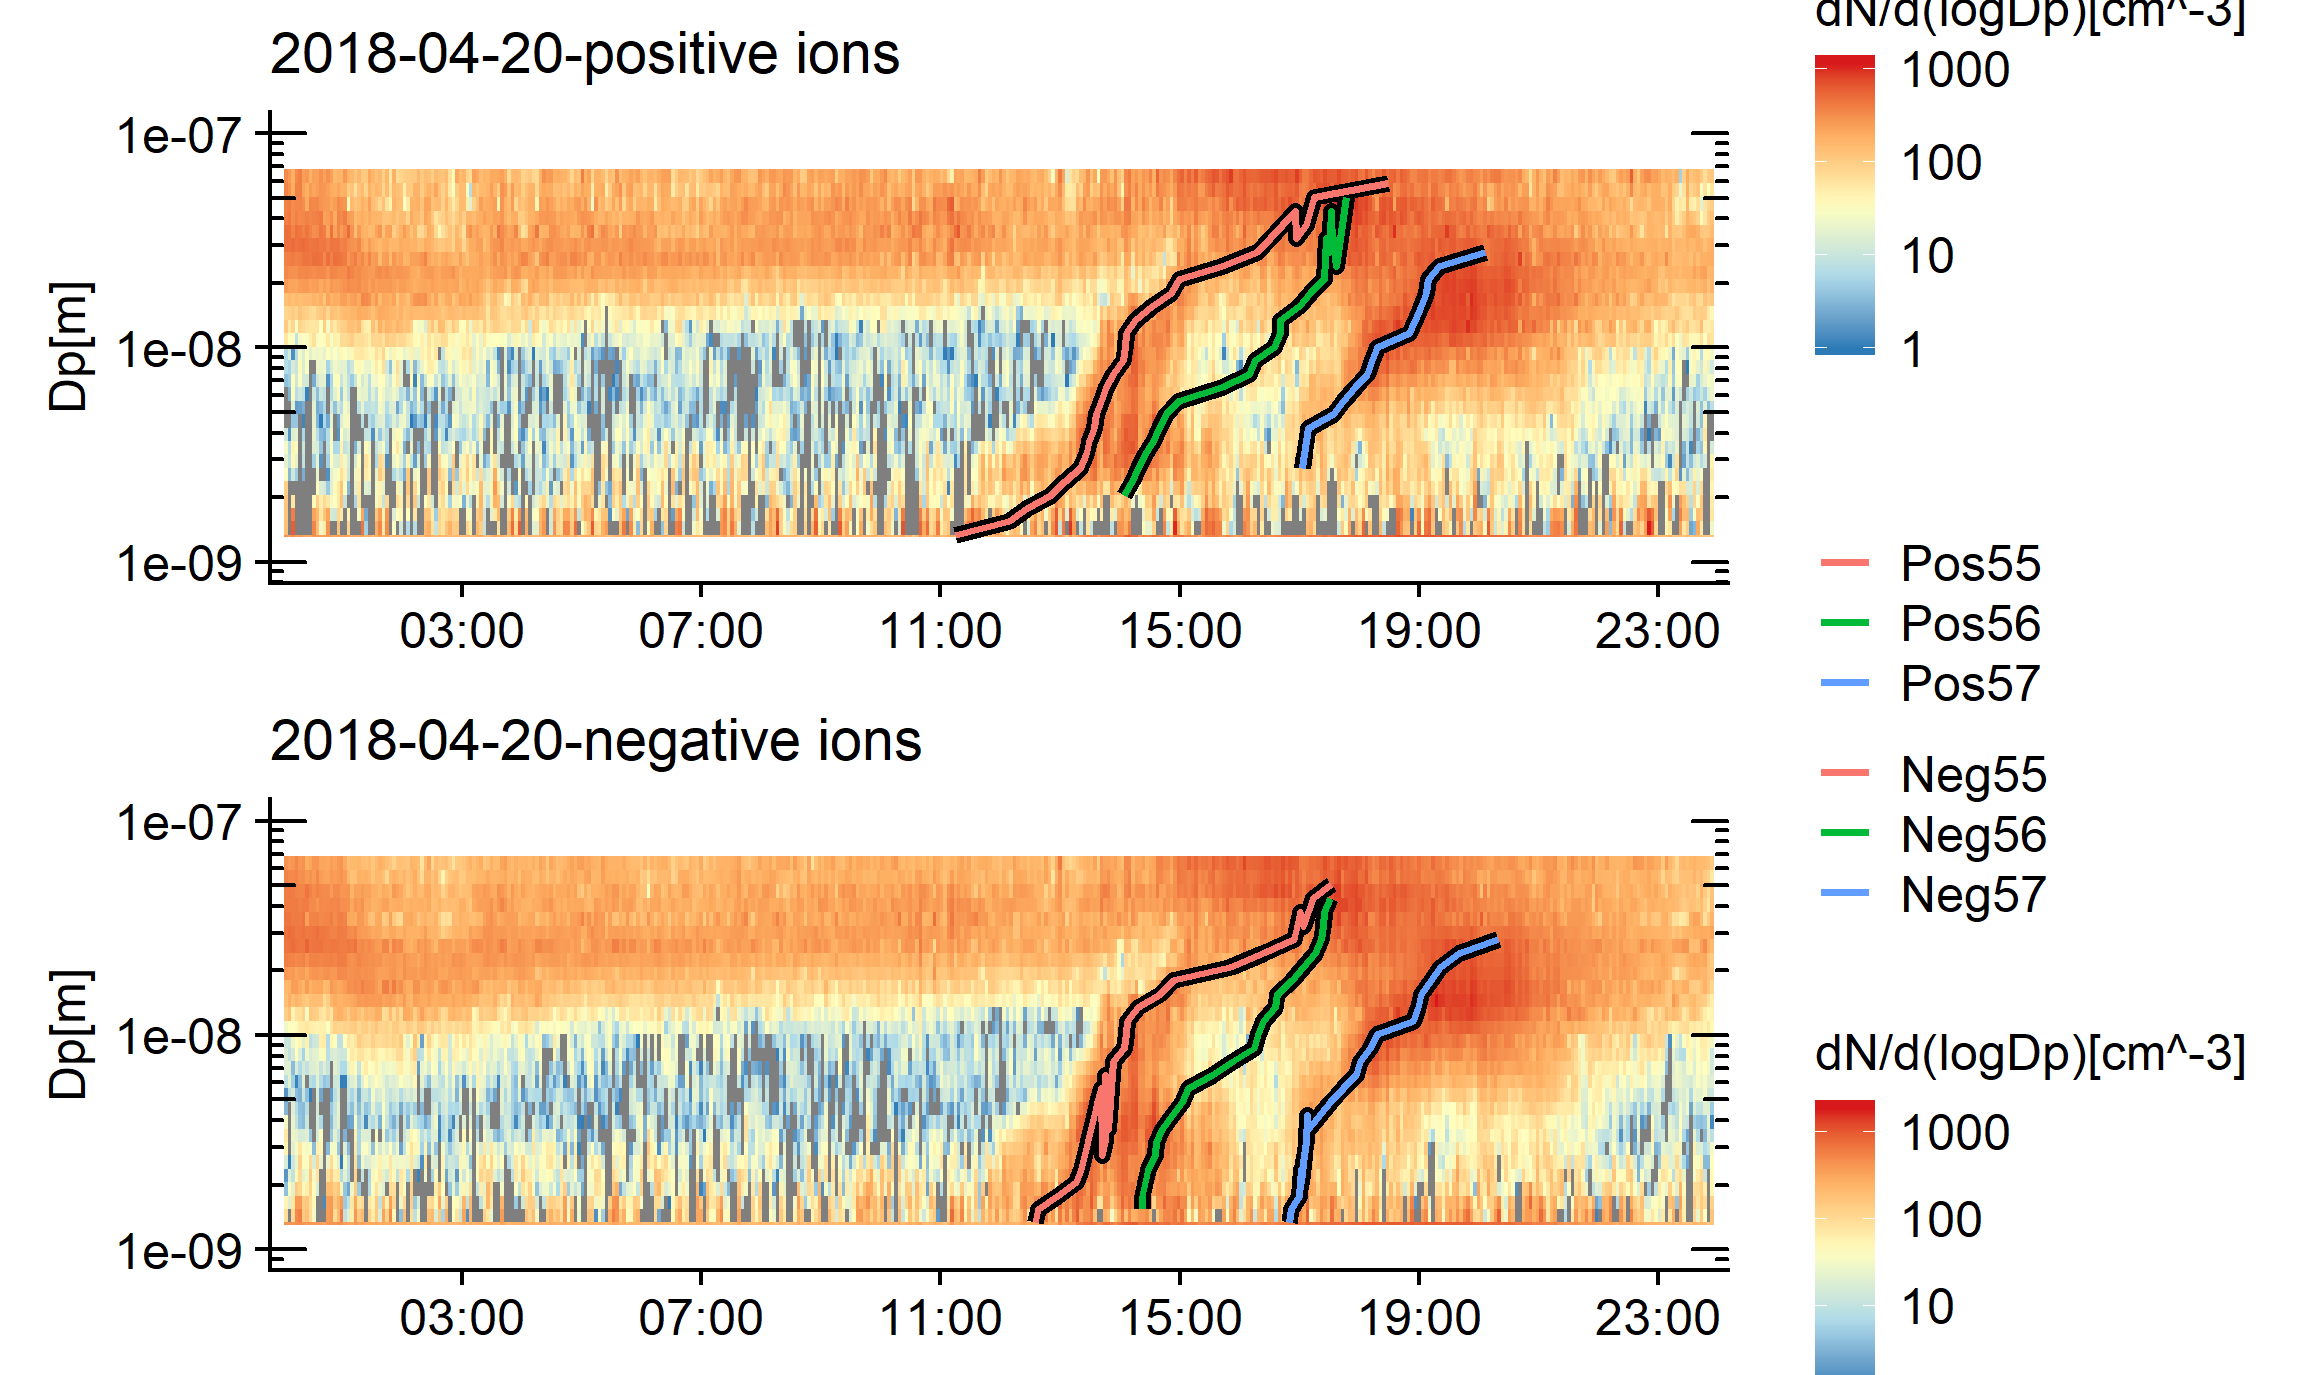 dN/d(logDp)[cm^-3]
2018-04-20-positive ions
1000
100
10
1
1e-07
1e-08
1e-09
Dp[m]
03:00 07:00 11:00 15:00 19:00 23:00
Pos55
Pos56
Pos57
2018-04-20-negative ions
Neg55
Neg56
Neg57
1e-07
1e-08
1e-09
Dp[m]
dN/d(logDp)[cm^-3]
1000
100
10
03:00 07:00 11:00 15:00 19:00 23:00